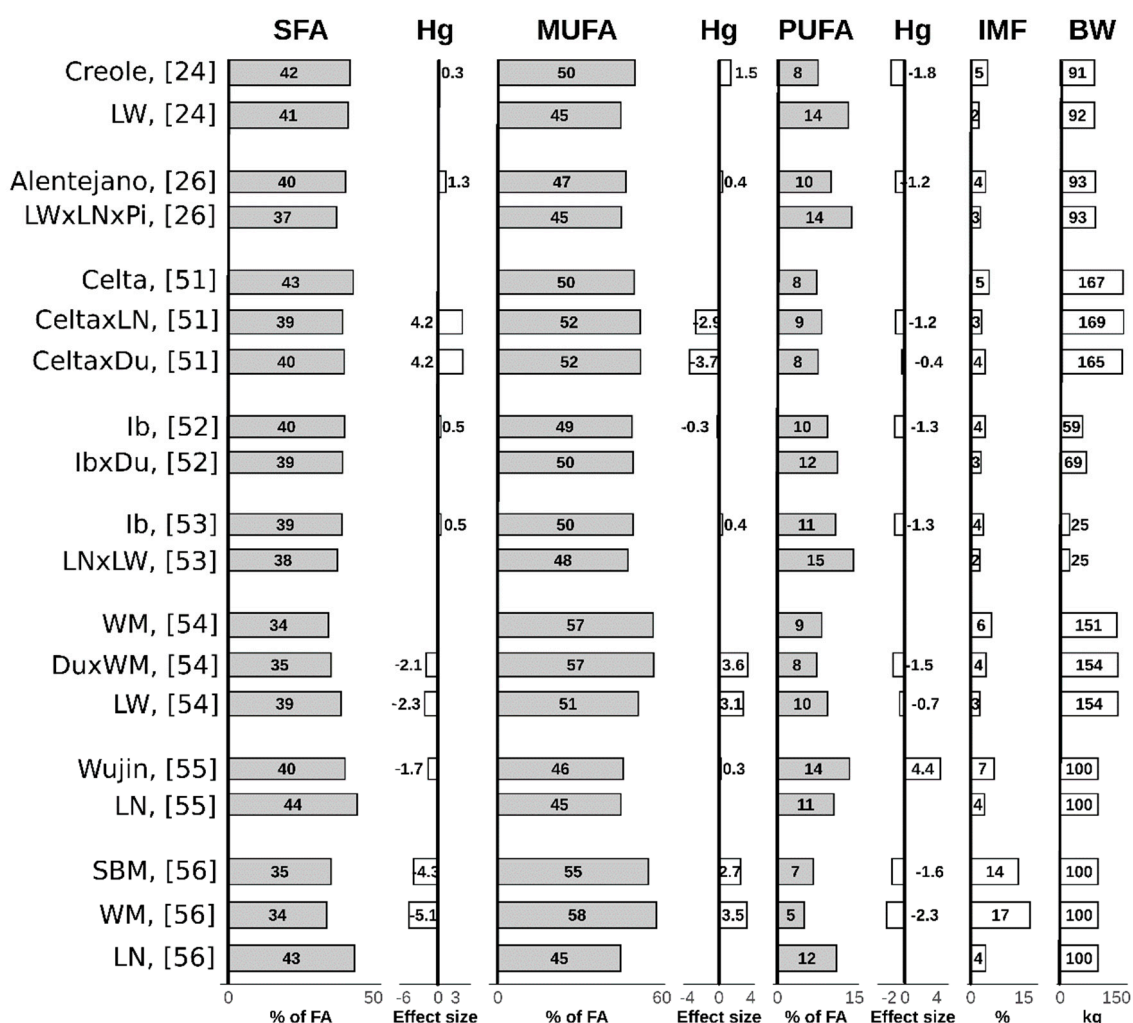 SFA Hg MUFA Hg PUFA Hg IMF BW
Creole, [24] 42 0.3 50 1.5 8 -1.8 5 91
LW, [24] 41 45 14 2 92
Alentejano, [26] 40 1.3 47 0.4 10 -1.2 4 93
LWxLNxPi, [26] 37 45 14 3 93
Celta, [51] 43 50 8 5 167
CeltaxLN, [51] 39 4.2 52 -2.9 9 -1.2 3 169
CeltaxDu, [51] 40 4.2 52 -3.7 8 -0.4 4 165
Ib, [52] 40 0.5 49 -0.3 10 -1.3 4 59
IbxDu, [52] 39 50 12 3 69
Ib, [53] 39 0.5 50 0.4 11 -1.3 4 25
LNxLW, [53] 38 48 15 2 25
WM, [54] 34 57 9 6 151
DuxWM, [54] 35 -2.1 57 3.6 8 -1.5 4 154
LW, [54] 39 -2.3 51 3.1 10 -0.7 3 154
Wujin, [55] 40 -1.7 46 0.3 14 4.4 7 100
LN, [55] 44 45 11 4 100
SBM, [56] 35 -4.3 55 2.7 7 -1.6 14 100
WM, [56] 34 -5.1 58 3.5 5 -2.3 17 100
LN, [56] 43 45 12 4 100
0 50 -6 0 3 0 60 -4 0 4 0 15 -2 0 4 0 15 0 150
% of FA Effect size % of FA Effect size % of FA Effect size % kg